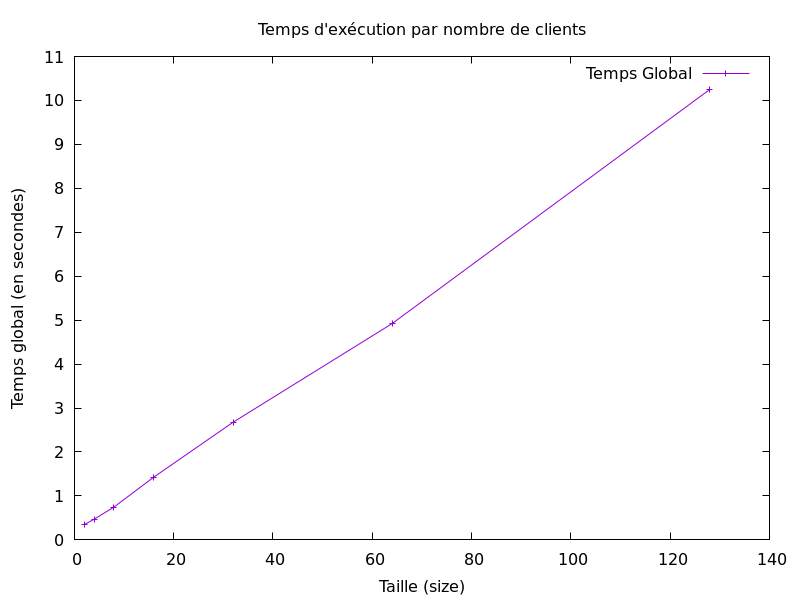 Temps d'exécution par nombre de clients
Temps Global
11
10
9
8
7
6
5
4
3
2
1
0
Temps global (en secondes)
0 20 40 60 80 100 120 140
Taille (size)